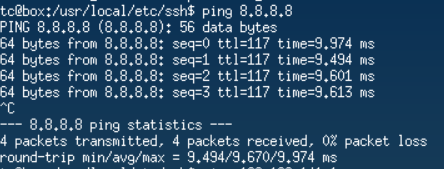 tc@box:/usr/local/etc/ssh$ ping 8.8.8.8
PING 8.8.8.8 (8.8.8.8): 56 data bytes
64 bytes from 8.8.8.8: seq=0 ttl=117 time=9.974 ms
64 bytes from 8.8.8.8: seq=1 ttl=117 time=9.494 ms
64 bytes from 8.8.8.8: seq=2 ttl=117 time=9.601 ms
64 bytes from 8.8.8.8: seq=3 ttl=117 time=9.613 ms
^C
--- 8.8.8.8 ping statistics ---
4 packets transmitted, 4 packets received, 0% packet loss
round-trip min/avg/max = 9.494/9.670/9.974 ms